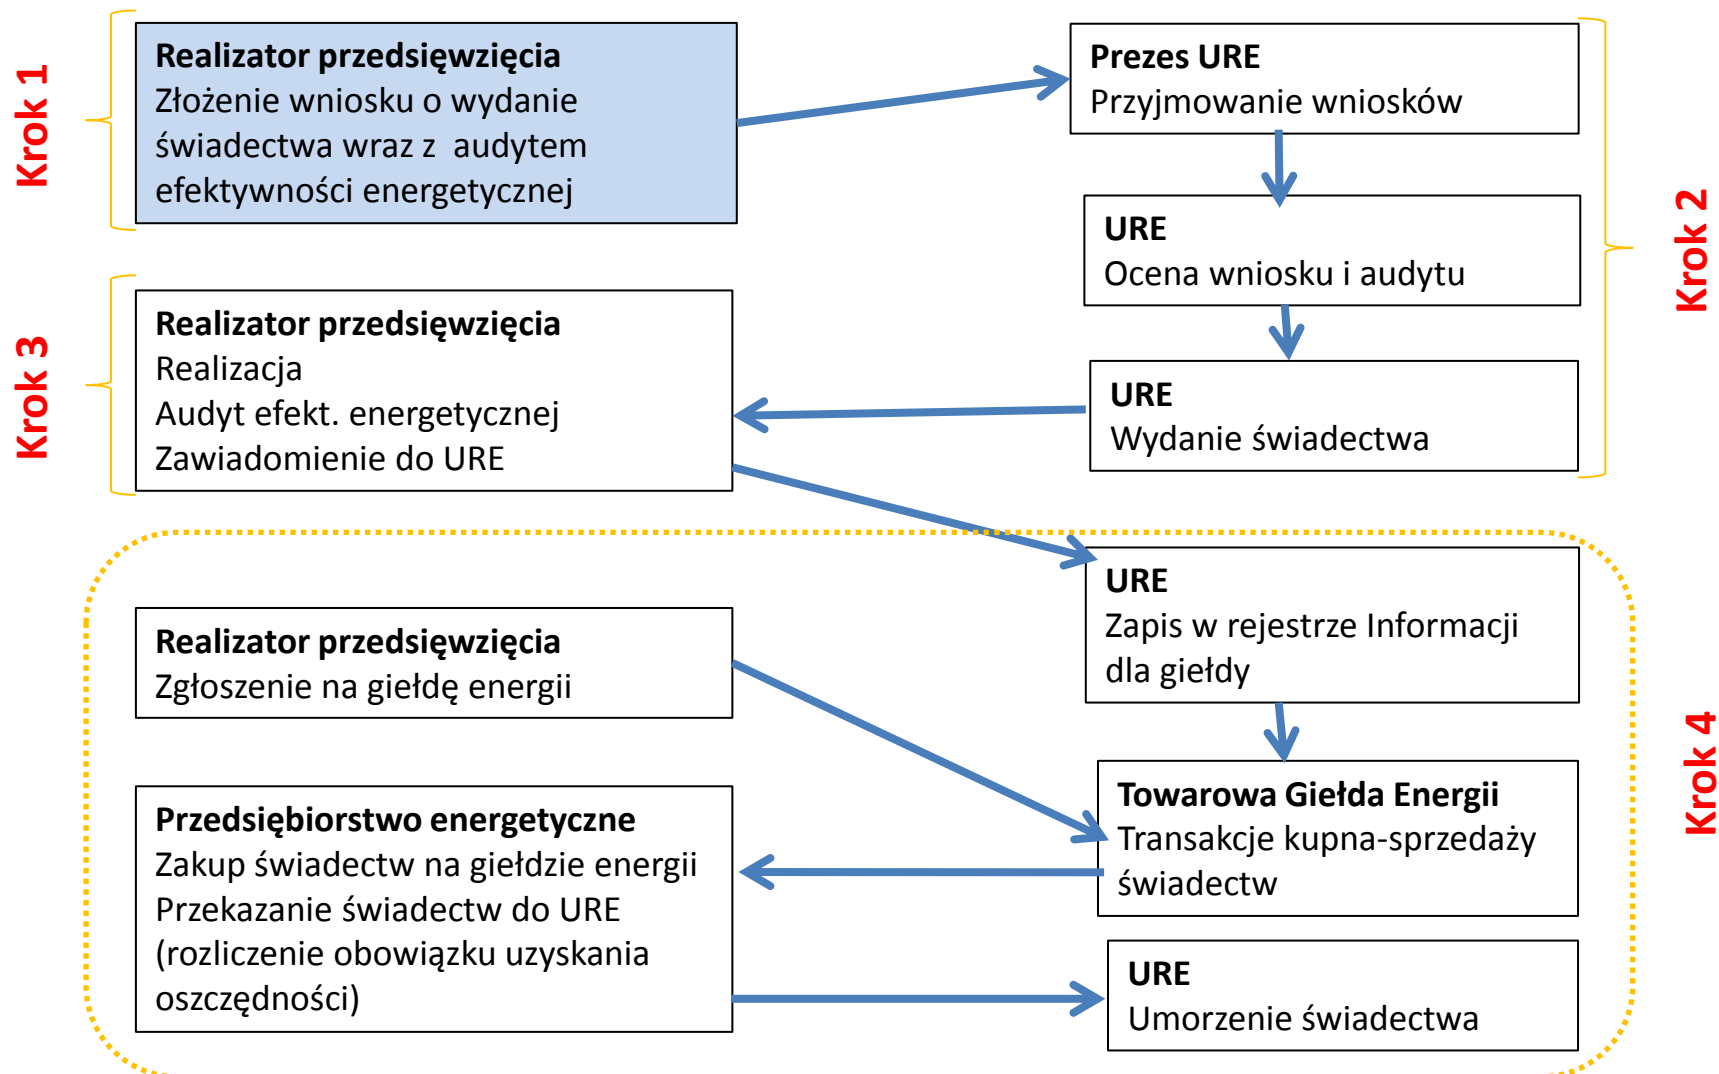 Krok 1
Realizator przedsięwzięcia
Złożenie wniosku o wydanie
świadectwa wraz z  audytem
efektywności energetycznej
Prezes URE
Przyjmowanie wniosków
URE
Ocena wniosku i audytu
URE
Wydanie świadectwa
Krok 2
Krok 3
Realizator przedsięwzięcia
Realizacja
Audyt efekt. energetycznej
Zawiadomienie do URE
URE
Zapis w rejestrze Informacji
dla giełdy
Realizator przedsięwzięcia
Zgłoszenie na giełdę energii
Towarowa Giełda Energii
Transakcje kupna-sprzedaży
świadectw
Przedsiębiorstwo energetyczne
Zakup świadectw na giełdzie energii
Przekazanie świadectw do URE
(rozliczenie obowiązku uzyskania
oszczędności)
URE
Umorzenie świadectwa
Krok 4